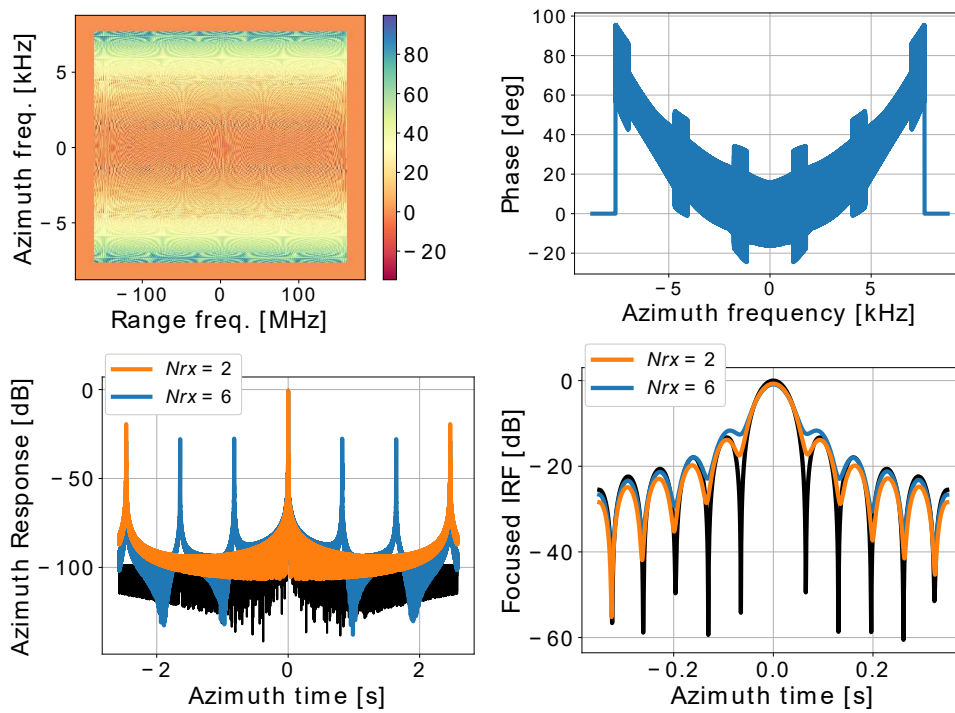 Azimuth freq. [kHz]
5
0
−5
−100
0
100
Range freq. [MHz]
80
60
40
20
0
−20
Phase [deg]
100
80
60
40
20
0
−20
−5
0
5
Azimuth frequency [kHz]
Nrx = 2
Nrx = 6
Azimuth Response [dB]
0
−50
−100
−2
0
2
Azimuth time [s]
Nrx = 2
Nrx = 6
Focused IRF [dB]
0
−20
−40
−60
−0.2
0.0
0.2
Azimuth time [s]